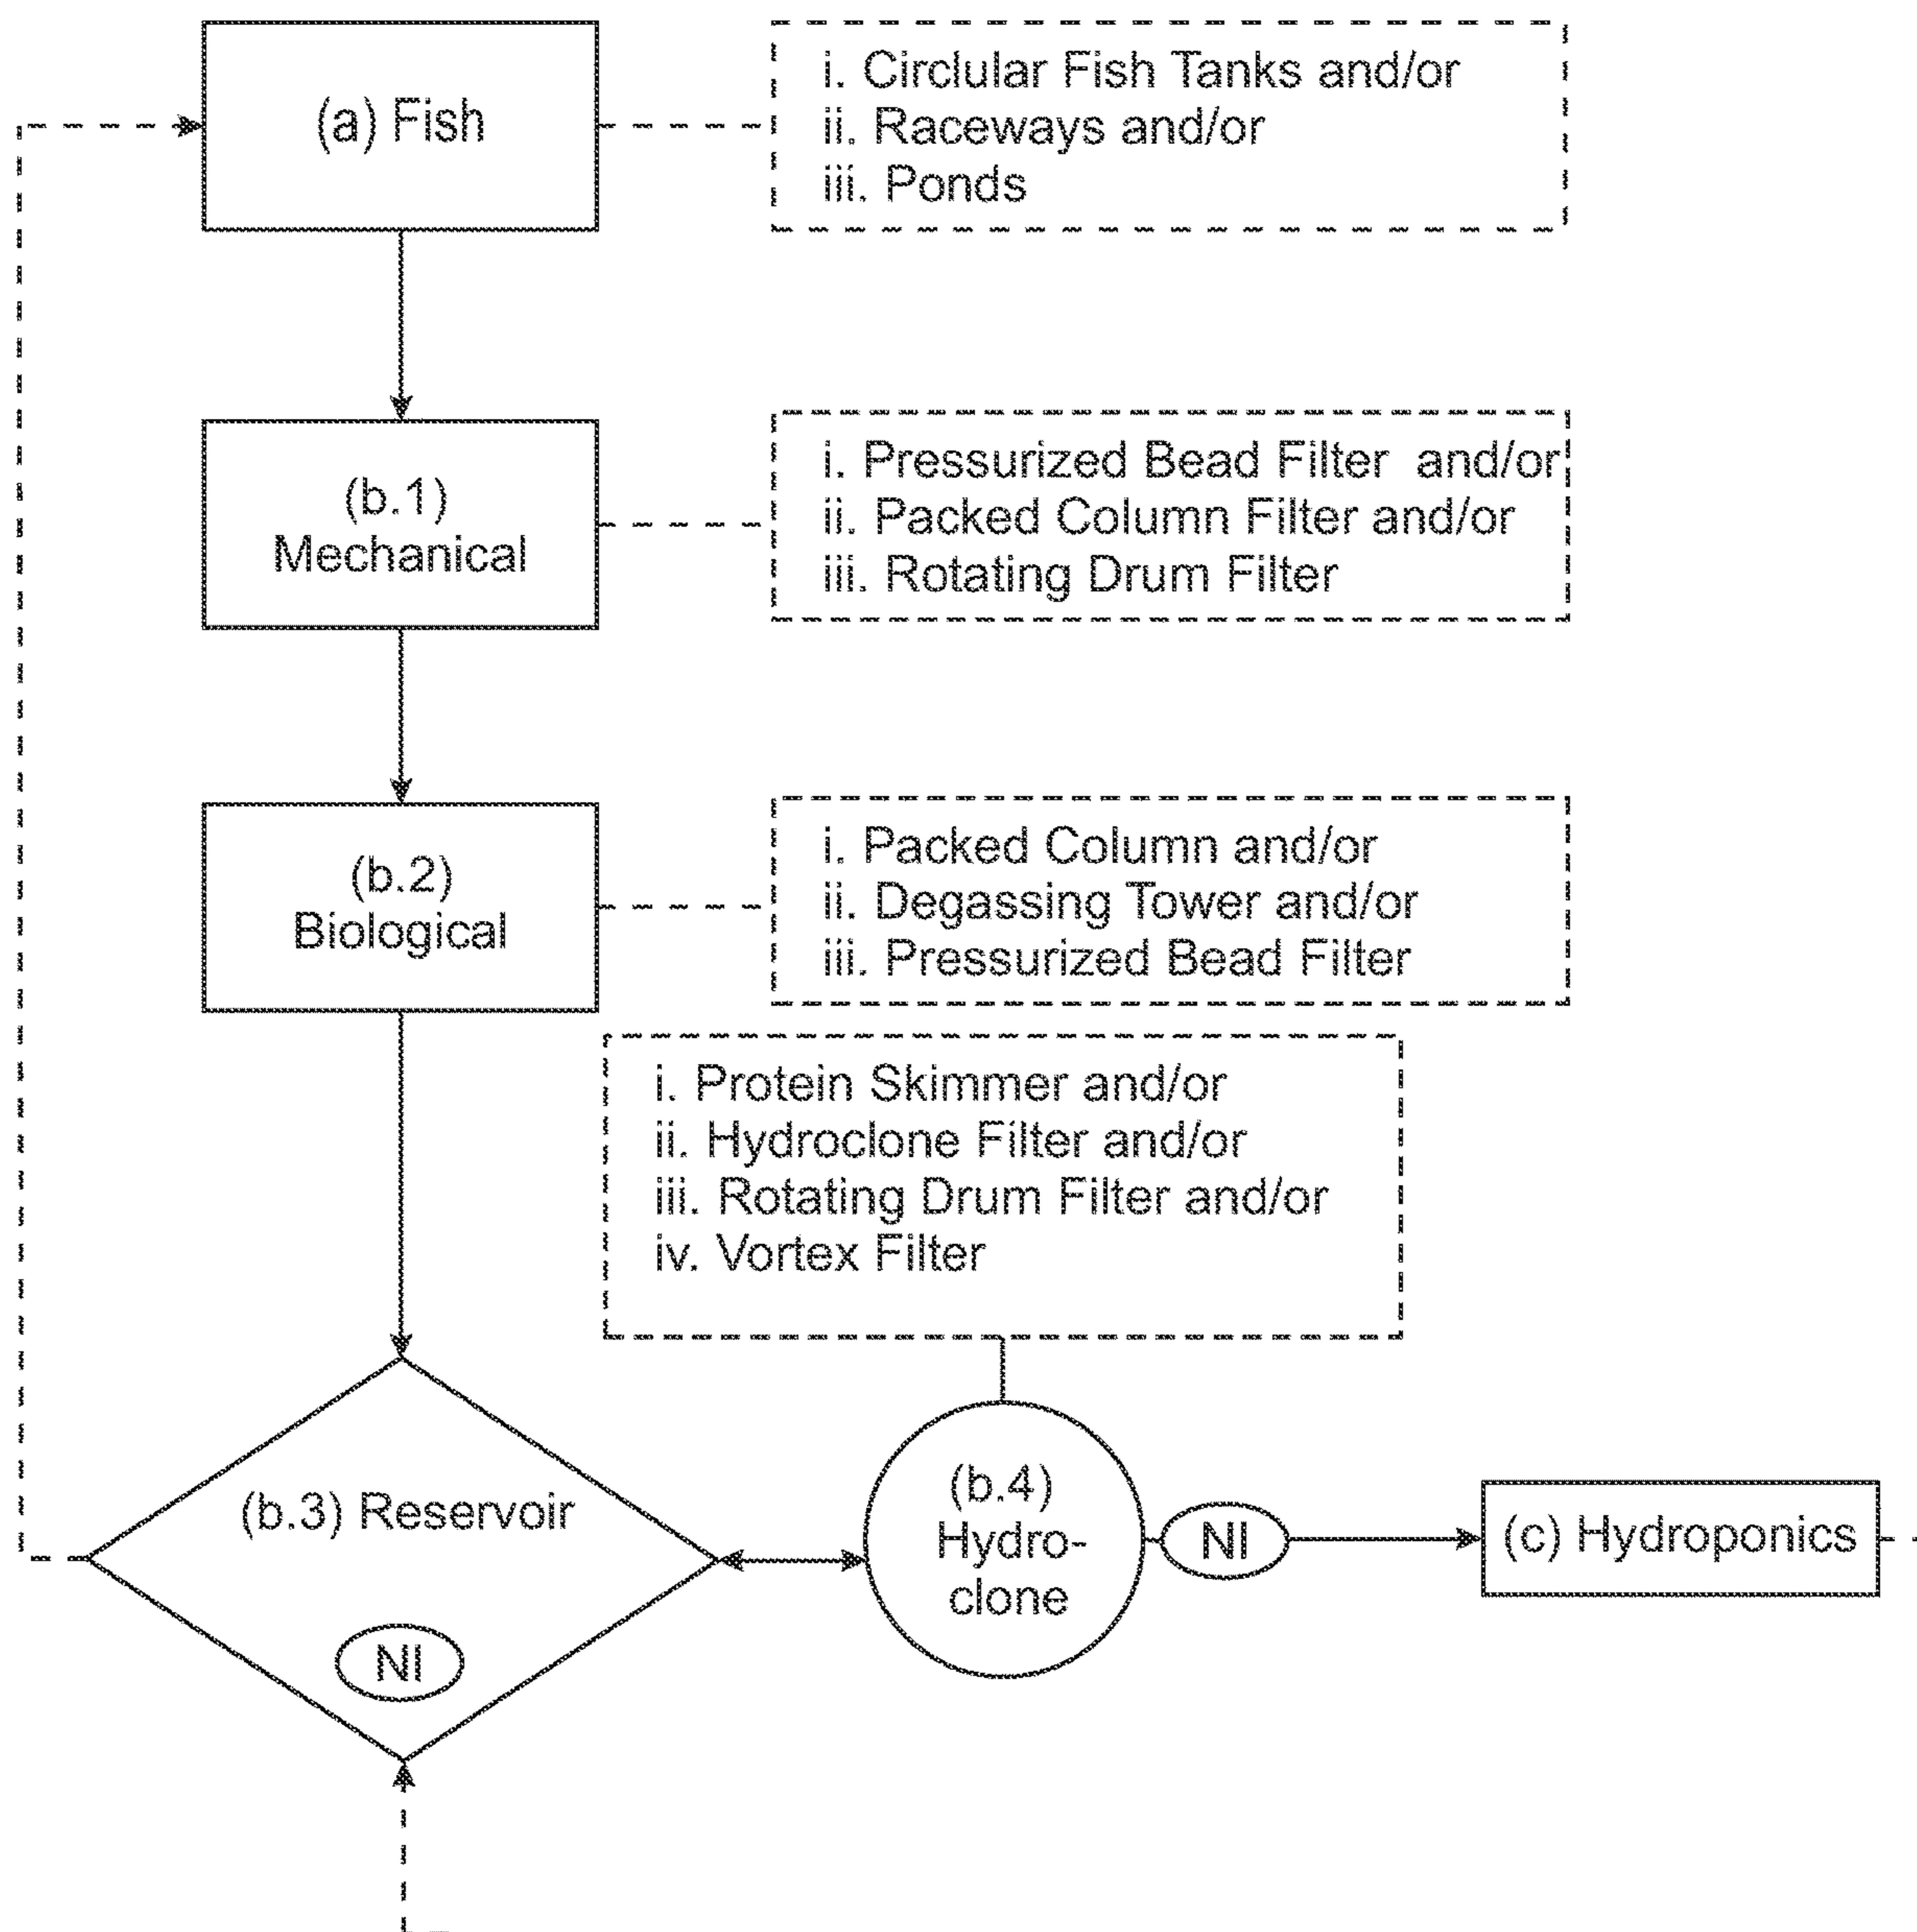 (a) Fish
i. Circlular Fish Tanks and/or
ii. Raceways and/or
iii. Ponds
(b.1)
Mechanical
i. Pressurized Bead Filter and/or
ii. Packed Column Filter and/or
iii. Rotating Drum Filter
(b.2)
Biological
i. Packed Column and/or
ii. Degassing Tower and/or
iii. Pressurized Bead Filter
i. Protein Skimmer and/or
ii. Hydroclone Filter and/or
iii. Rotating Drum Filter and/or
iv. Vortex Filter
(b.3) Reservoir
NI
(b.4)
Hydro-
clone
NI
(c) Hydroponics